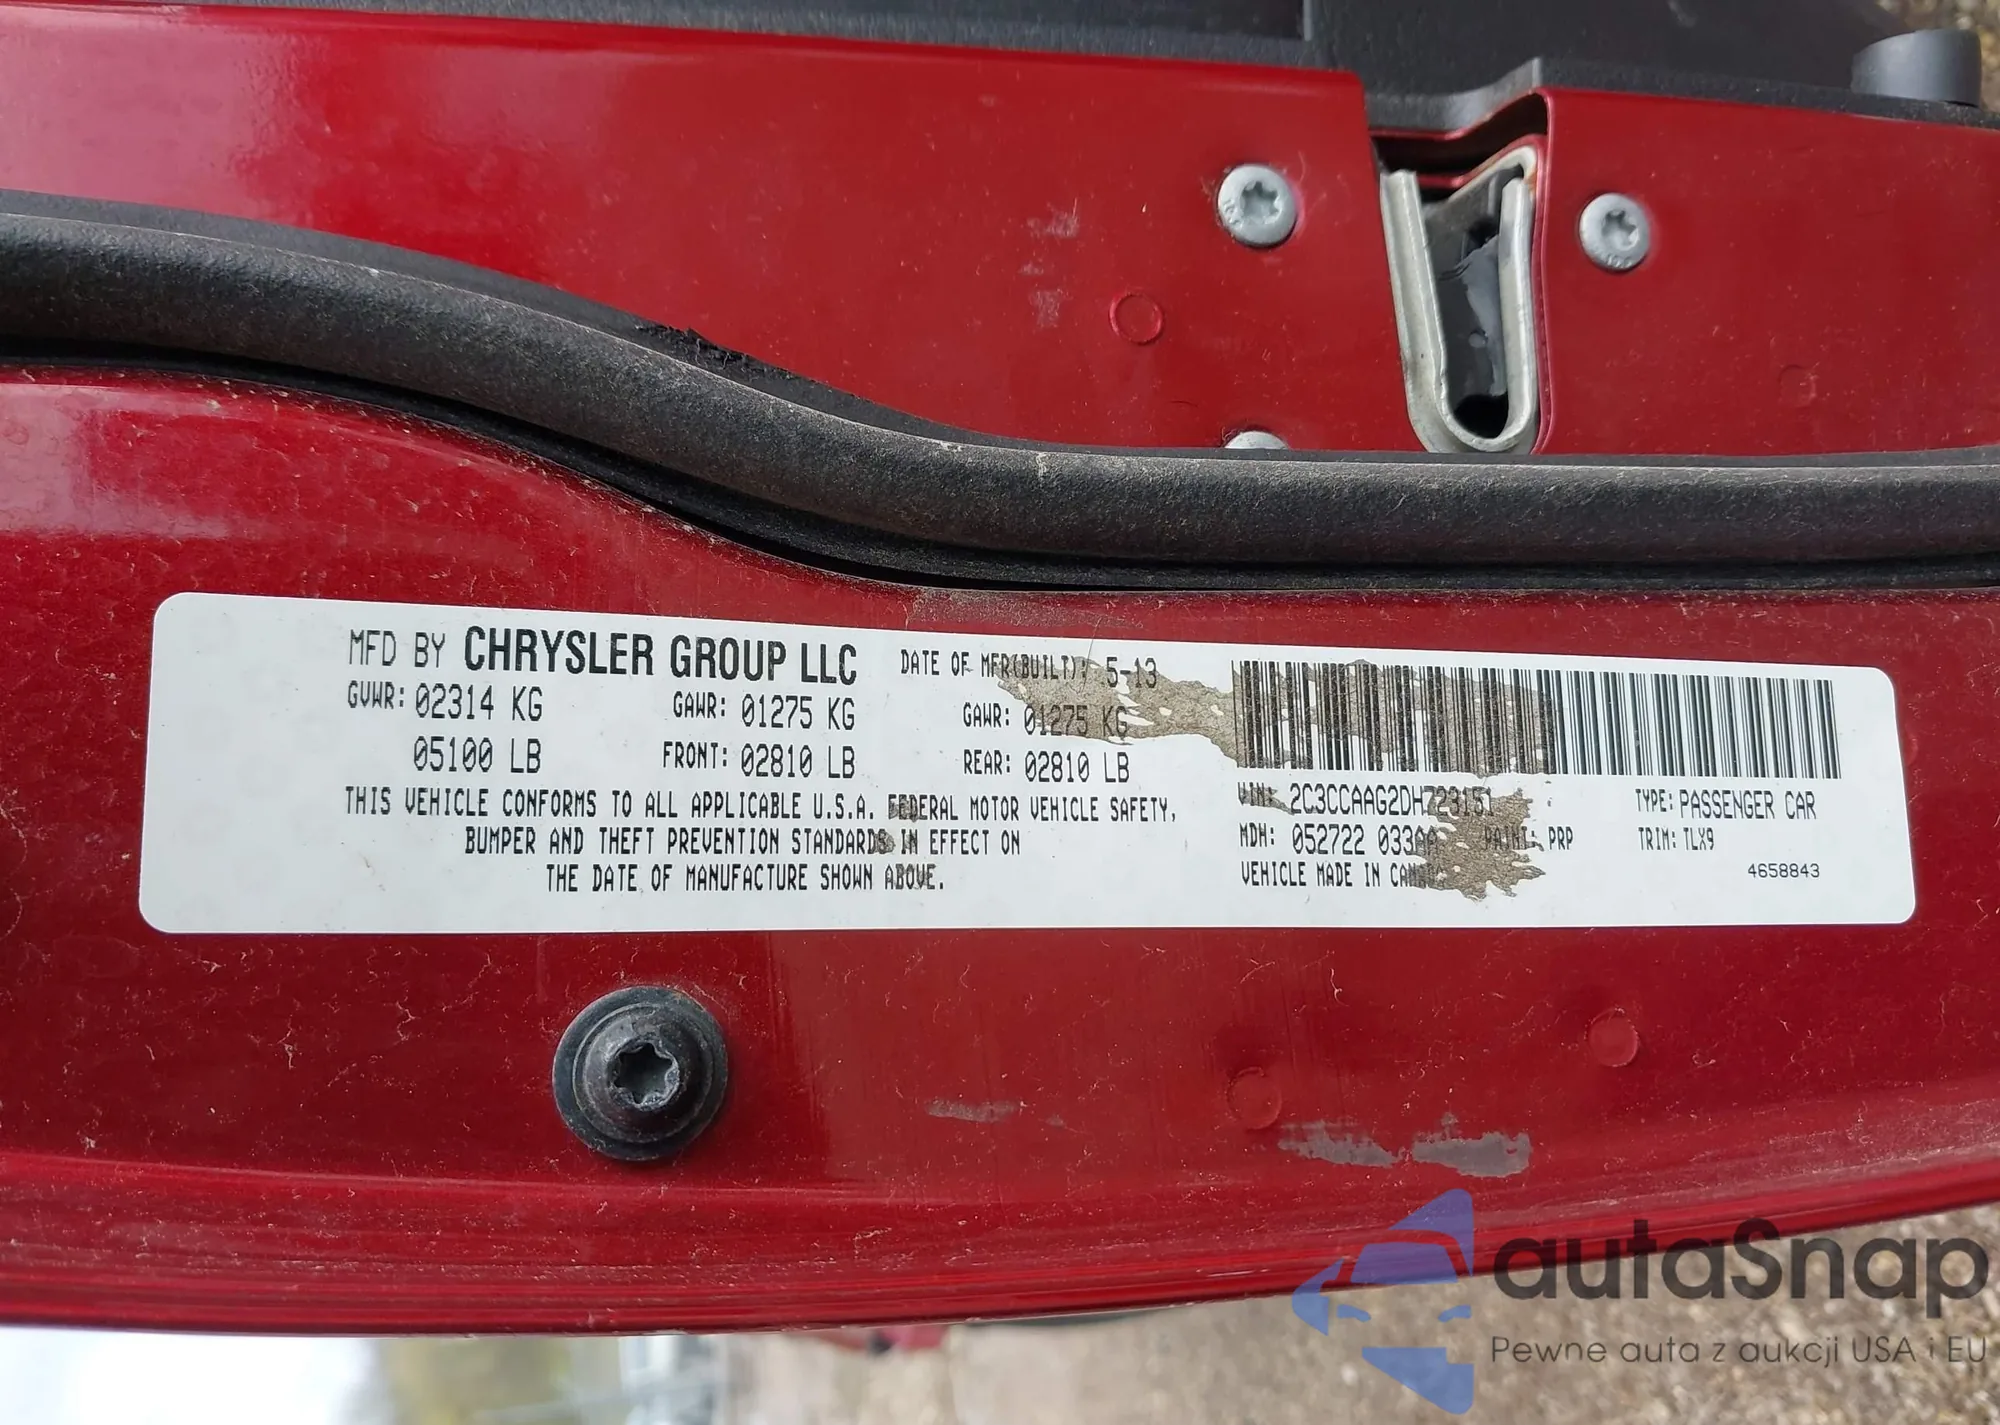 MFD BY CHRYSLER GROUP LLC DATE OF MFR(BUILT): 5-13
GVWR: 02314 KG GAWR: 01275 KG GAWR: 01275 KG
05100 LB FRONT: 02810 LB REAR: 02810 LB
THIS VEHICLE CONFORMS TO ALL APPLICABLE U.S.A. FEDERAL MOTOR VEHICLE SAFETY,
BUMPER AND THEFT PREVENTION STANDARDS IN EFFECT ON
THE DATE OF MANUFACTURE SHOWN ABOVE.
VIN: 2C3CCAAG2DH723151 TYPE: PASSENGER CAR
MDH: 052722 033AA PAINT: PRP TRIM: TLX9
VEHICLE MADE IN CANADA 4658843
autaSnap
Pewne auta z aukcji USA i EU